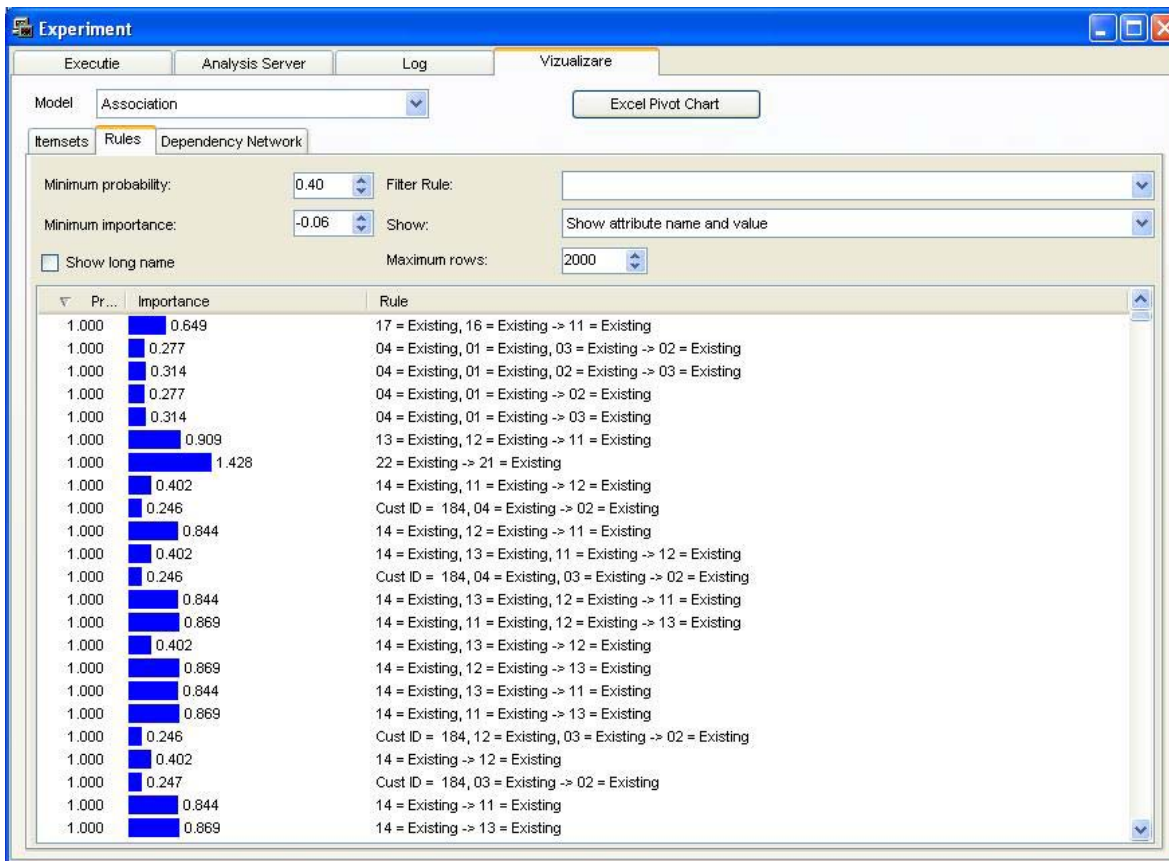 Experiment
Executie Analysis Server Log Vizualizare
Model Association Excel Pivot Chart
Itemsets Rules Dependency Network
Minimum probability: 0.40 Filter Rule:
Minimum importance: -0.06 Show: Show attribute name and value
Show long name Maximum rows: 2000
Pr... Importance Rule
1.000 0.649 17 = Existing, 16 = Existing -> 11 = Existing
1.000 0.277 04 = Existing, 01 = Existing, 03 = Existing -> 02 = Existing
1.000 0.314 04 = Existing, 01 = Existing, 02 = Existing -> 03 = Existing
1.000 0.277 04 = Existing, 01 = Existing -> 02 = Existing
1.000 0.314 04 = Existing, 01 = Existing -> 03 = Existing
1.000 0.909 13 = Existing, 12 = Existing -> 11 = Existing
1.000 1.428 22 = Existing -> 21 = Existing
1.000 0.402 14 = Existing, 11 = Existing -> 12 = Existing
1.000 0.246 Cust ID = 184, 04 = Existing -> 02 = Existing
1.000 0.844 14 = Existing, 12 = Existing -> 11 = Existing
1.000 0.402 14 = Existing, 13 = Existing, 11 = Existing -> 12 = Existing
1.000 0.246 Cust ID = 184, 04 = Existing, 03 = Existing -> 02 = Existing
1.000 0.844 14 = Existing, 13 = Existing, 12 = Existing -> 11 = Existing
1.000 0.869 14 = Existing, 11 = Existing, 12 = Existing -> 13 = Existing
1.000 0.402 14 = Existing, 13 = Existing -> 12 = Existing
1.000 0.869 14 = Existing, 12 = Existing -> 13 = Existing
1.000 0.844 14 = Existing, 13 = Existing -> 11 = Existing
1.000 0.869 14 = Existing, 11 = Existing -> 13 = Existing
1.000 0.246 Cust ID = 184, 12 = Existing, 03 = Existing -> 02 = Existing
1.000 0.402 14 = Existing -> 12 = Existing
1.000 0.247 Cust ID = 184, 03 = Existing -> 02 = Existing
1.000 0.844 14 = Existing -> 11 = Existing
1.000 0.869 14 = Existing -> 13 = Existing